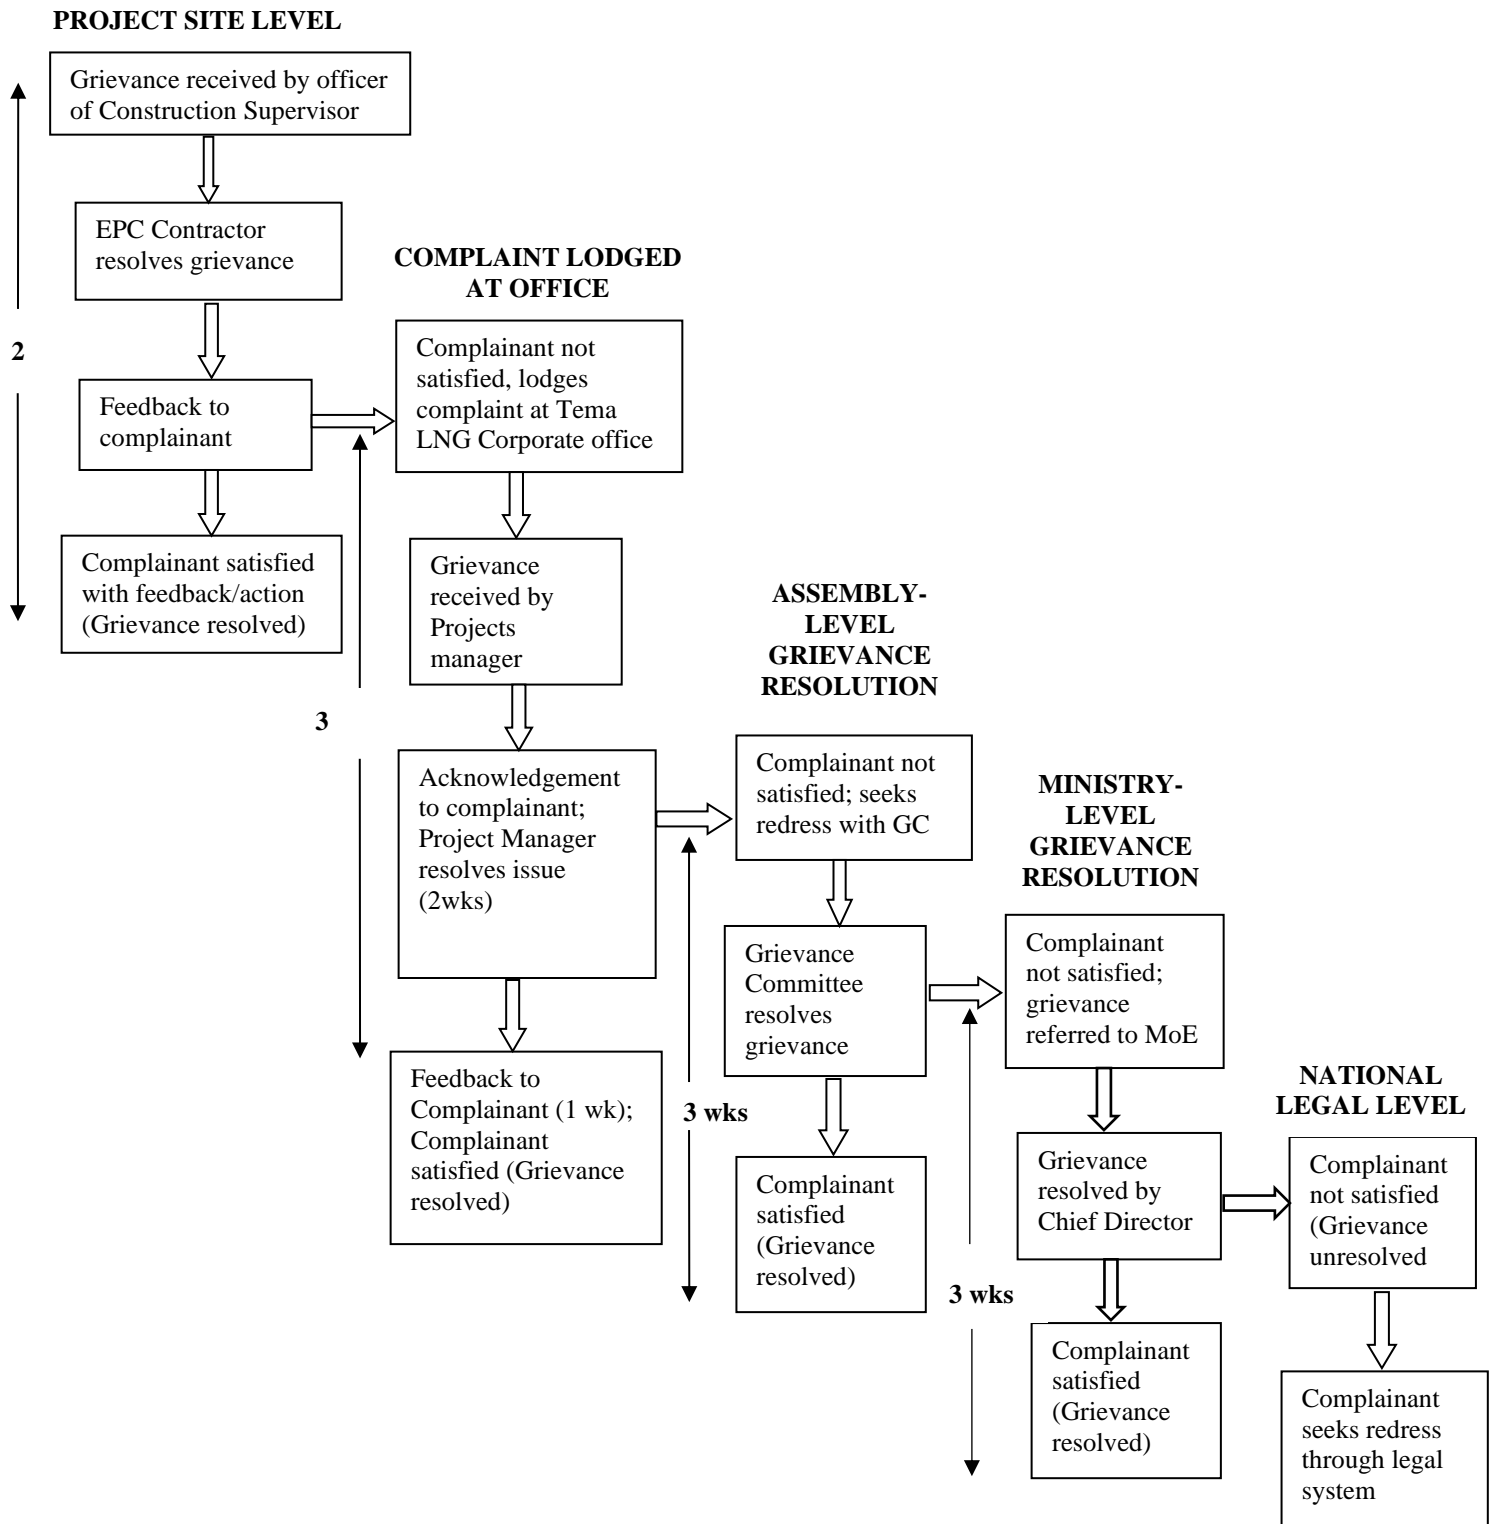 PROJECT SITE LEVEL
Grievance received by officer
of Construction Supervisor
EPC Contractor
resolves grievance
2
Feedback to
complainant
Complainant satisfied
with feedback/action
(Grievance resolved)
COMPLAINT LODGED
AT OFFICE
Complainant not
satisfied, lodges
complaint at Tema
LNG Corporate office
Grievance
received by
Projects
manager
3
Acknowledgement
to complainant;
Project Manager
resolves issue
(2wks)
Feedback to
Complainant (1 wk);
Complainant
satisfied (Grievance
resolved)
ASSEMBLY-
LEVEL
GRIEVANCE
RESOLUTION
Complainant not
satisfied; seeks
redress with GC
Grievance
Committee
resolves
grievance
3 wks
Complainant
satisfied
(Grievance
resolved)
MINISTRY-
LEVEL
GRIEVANCE
RESOLUTION
Complainant
not satisfied;
grievance
referred to MoE
Grievance
resolved by
Chief Director
3 wks
Complainant
satisfied
(Grievance
resolved)
NATIONAL
LEGAL LEVEL
Complainant
not satisfied
(Grievance
unresolved
Complainant
seeks redress
through legal
system